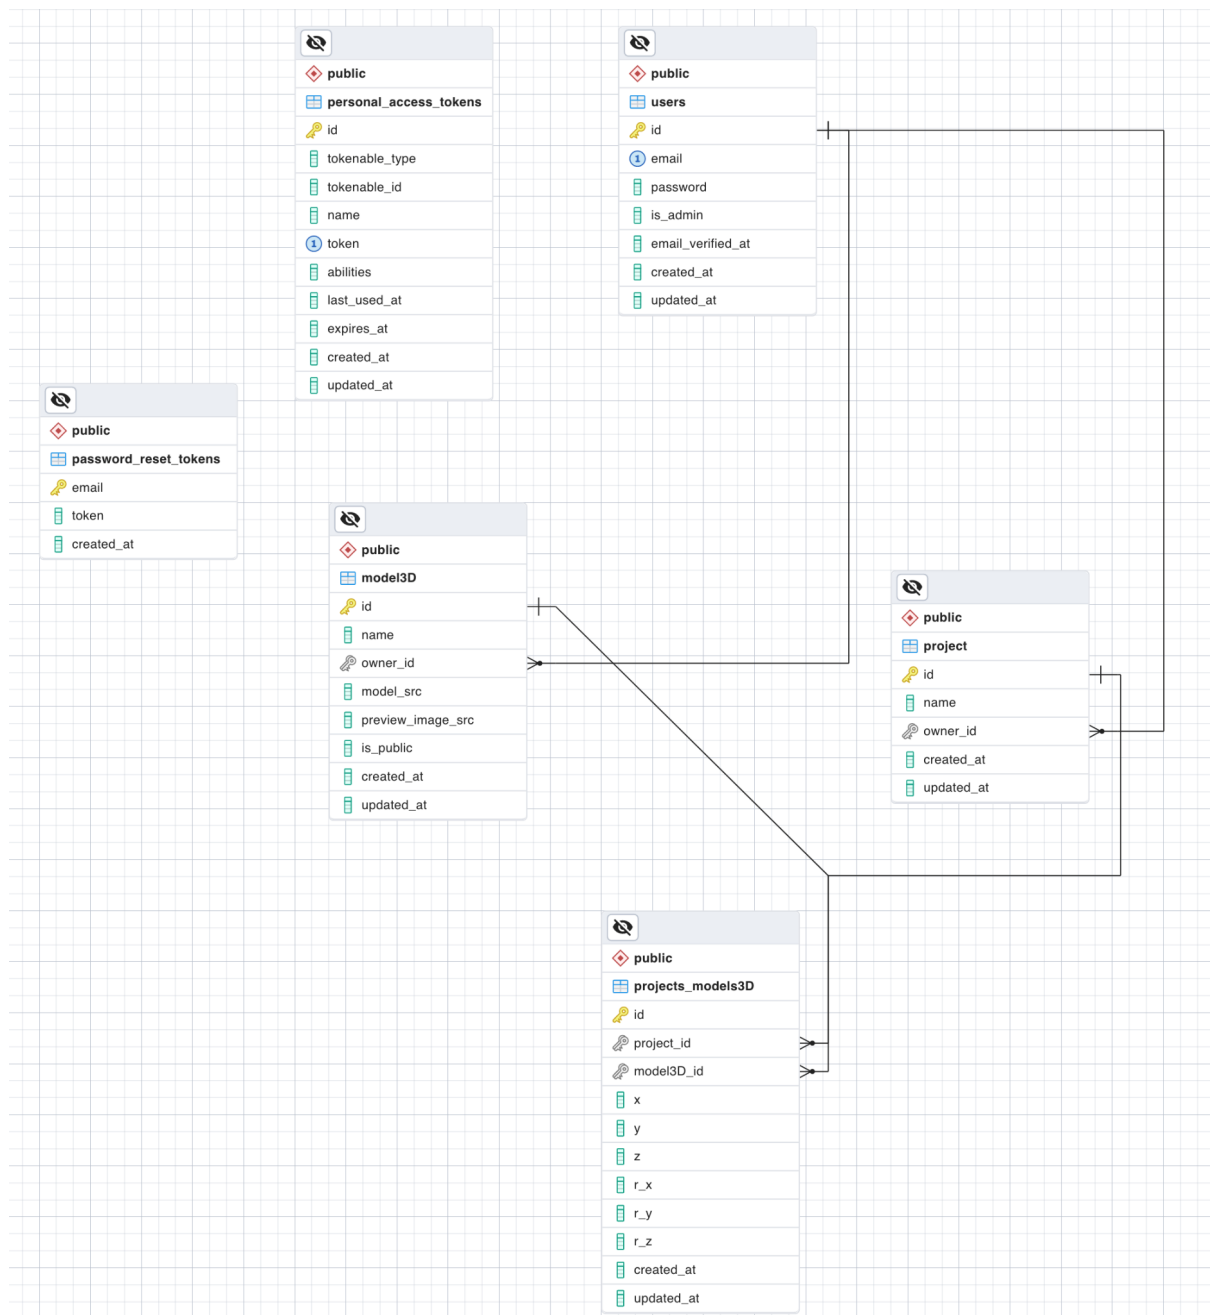 public
personal_access_tokens
id
tokenable_type
tokenable_id
name
1 token
abilities
last_used_at
expires_at
created_at
updated_at
public
users
id
1 email
password
is_admin
email_verified_at
created_at
updated_at
public
password_reset_tokens
email
token
created_at
public
model3D
id
name
owner_id
model_src
preview_image_src
is_public
created_at
updated_at
public
project
id
name
owner_id
created_at
updated_at
public
projects_models3D
id
project_id
model3D_id
x
y
z
r_x
r_y
r_z
created_at
updated_at